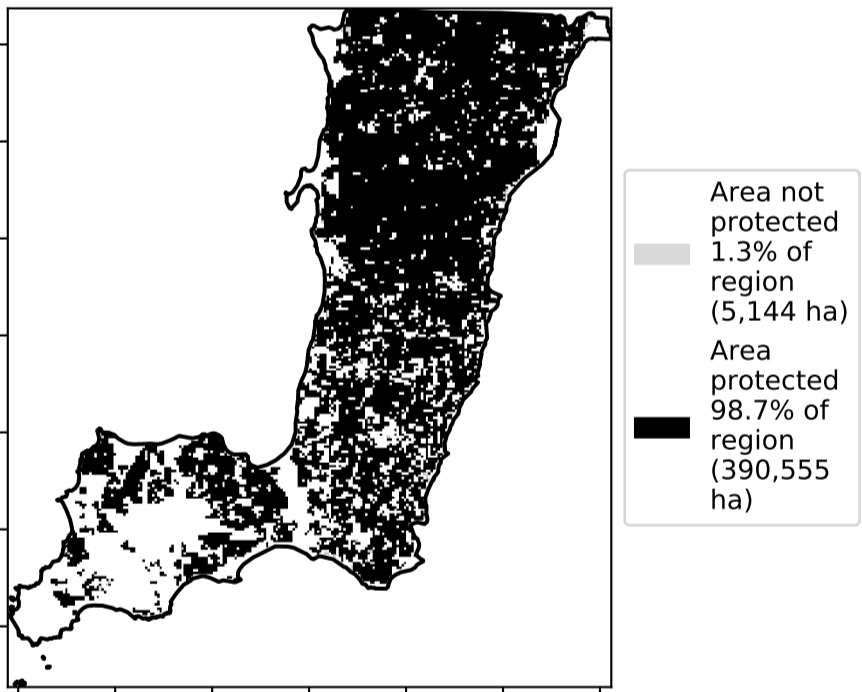 Area not
protected
1.3% of
region
(5,144 ha)
Area
protected
98.7% of
region
(390,555
ha)